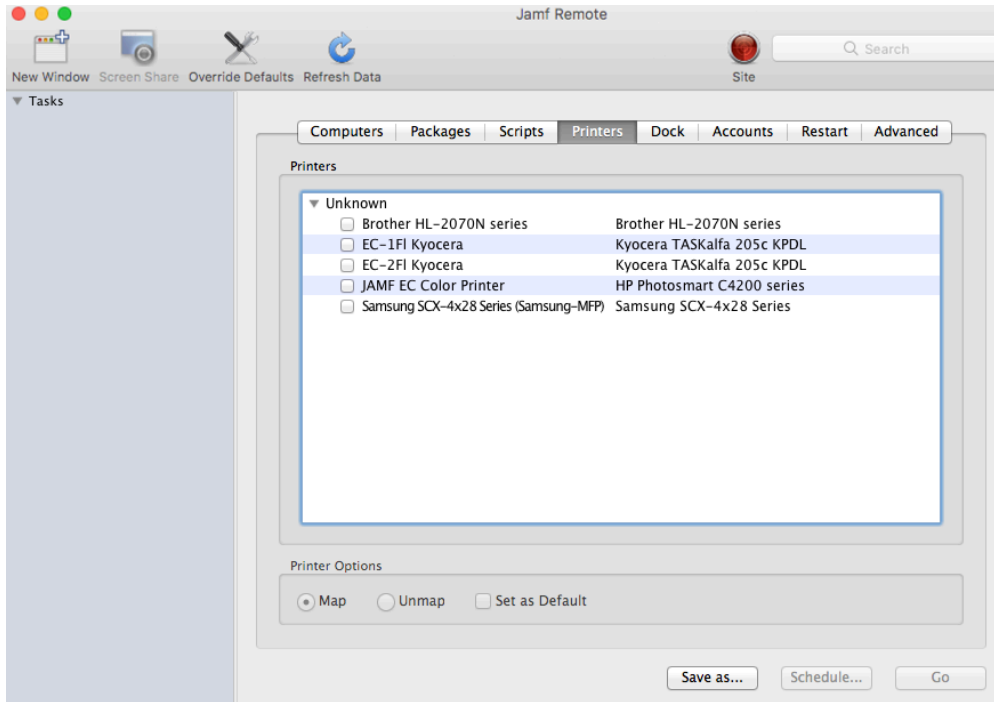 Jamf Remote
New Window Screen Share Override Defaults Refresh Data Site Search
Tasks
Computers Packages Scripts Printers Dock Accounts Restart Advanced
Printers
Unknown
Brother HL-2070N series Brother HL-2070N series
EC-1Fl Kyocera Kyocera TASKalfa 205c KPDL
EC-2Fl Kyocera Kyocera TASKalfa 205c KPDL
JAMF EC Color Printer HP Photosmart C4200 series
Samsung SCX-4x28 Series (Samsung-MFP) Samsung SCX-4x28 Series
Printer Options
Map Unmap Set as Default
Save as... Schedule... Go